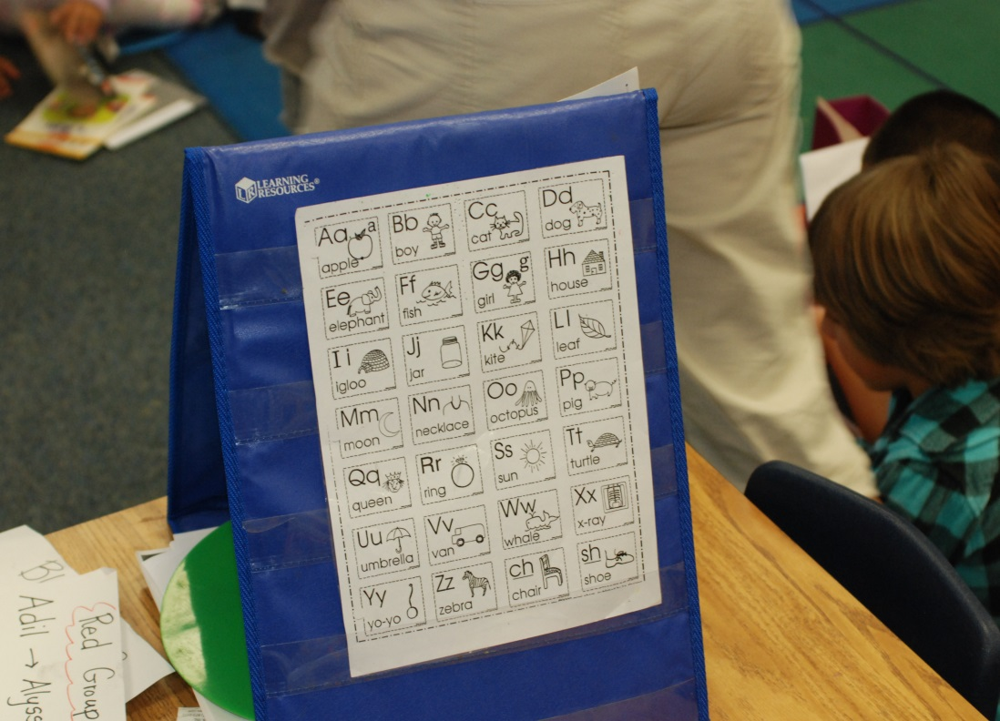 LEARNING
RESOURCES®
Aa a
apple
Bb
boy
Cc
cat
Dd
dog
Ee
elephant
Ff
fish
Gg g
girl
Hh
house
Ii
igloo
Jj
jar
Kk
kite
Ll
leaf
Mm
moon
Nn
necklace
Oo
octopus
Pp
pig
Qq
queen
Rr
ring
Ss
sun
Tt
turtle
Uu
umbrella
Vv
van
Ww
whale
Xx
x-ray
Yy
yo-yo
Zz
zebra
ch
chair
sh
shoe
Red Group
Adil →